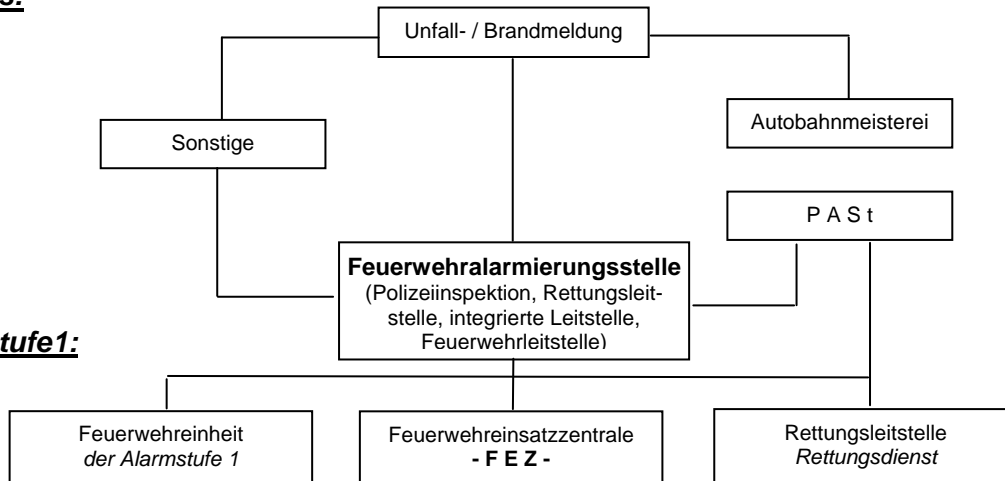 Unfall- / Brandmeldung
Sonstige
Autobahnmeisterei
P A S t
Feuerwehralarmierungsstelle
(Polizeiinspektion, Rettungsleit-
stelle, integrierte Leitstelle,
Feuerwehrleitstelle)
tufe1:
Feuerwehreinheit
der Alarmstufe 1
Feuerwehreinsatzzentrale
- F E Z -
Rettungsleitstelle
Rettungsdienst